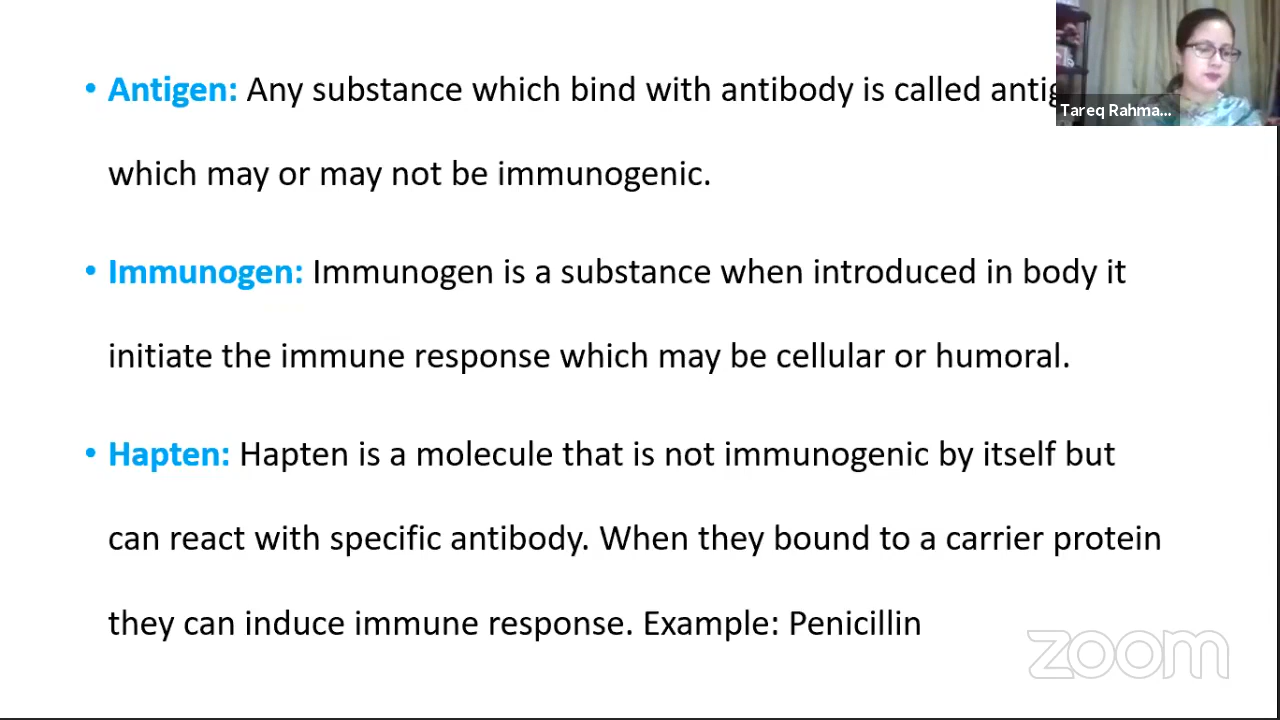 • Antigen: Any substance which bind with antibody is called
Tareq Rahma...
which may or may not be immunogenic.
• Immunogen: Immunogen is a substance when introduced in body it
initiate the immune response which may be cellular or humoral.
• Hapten: Hapten is a molecule that is not immunogenic by itself but
can react with specific antibody. When they bound to a carrier protein
they can induce immune response. Example: Penicillin
zoom